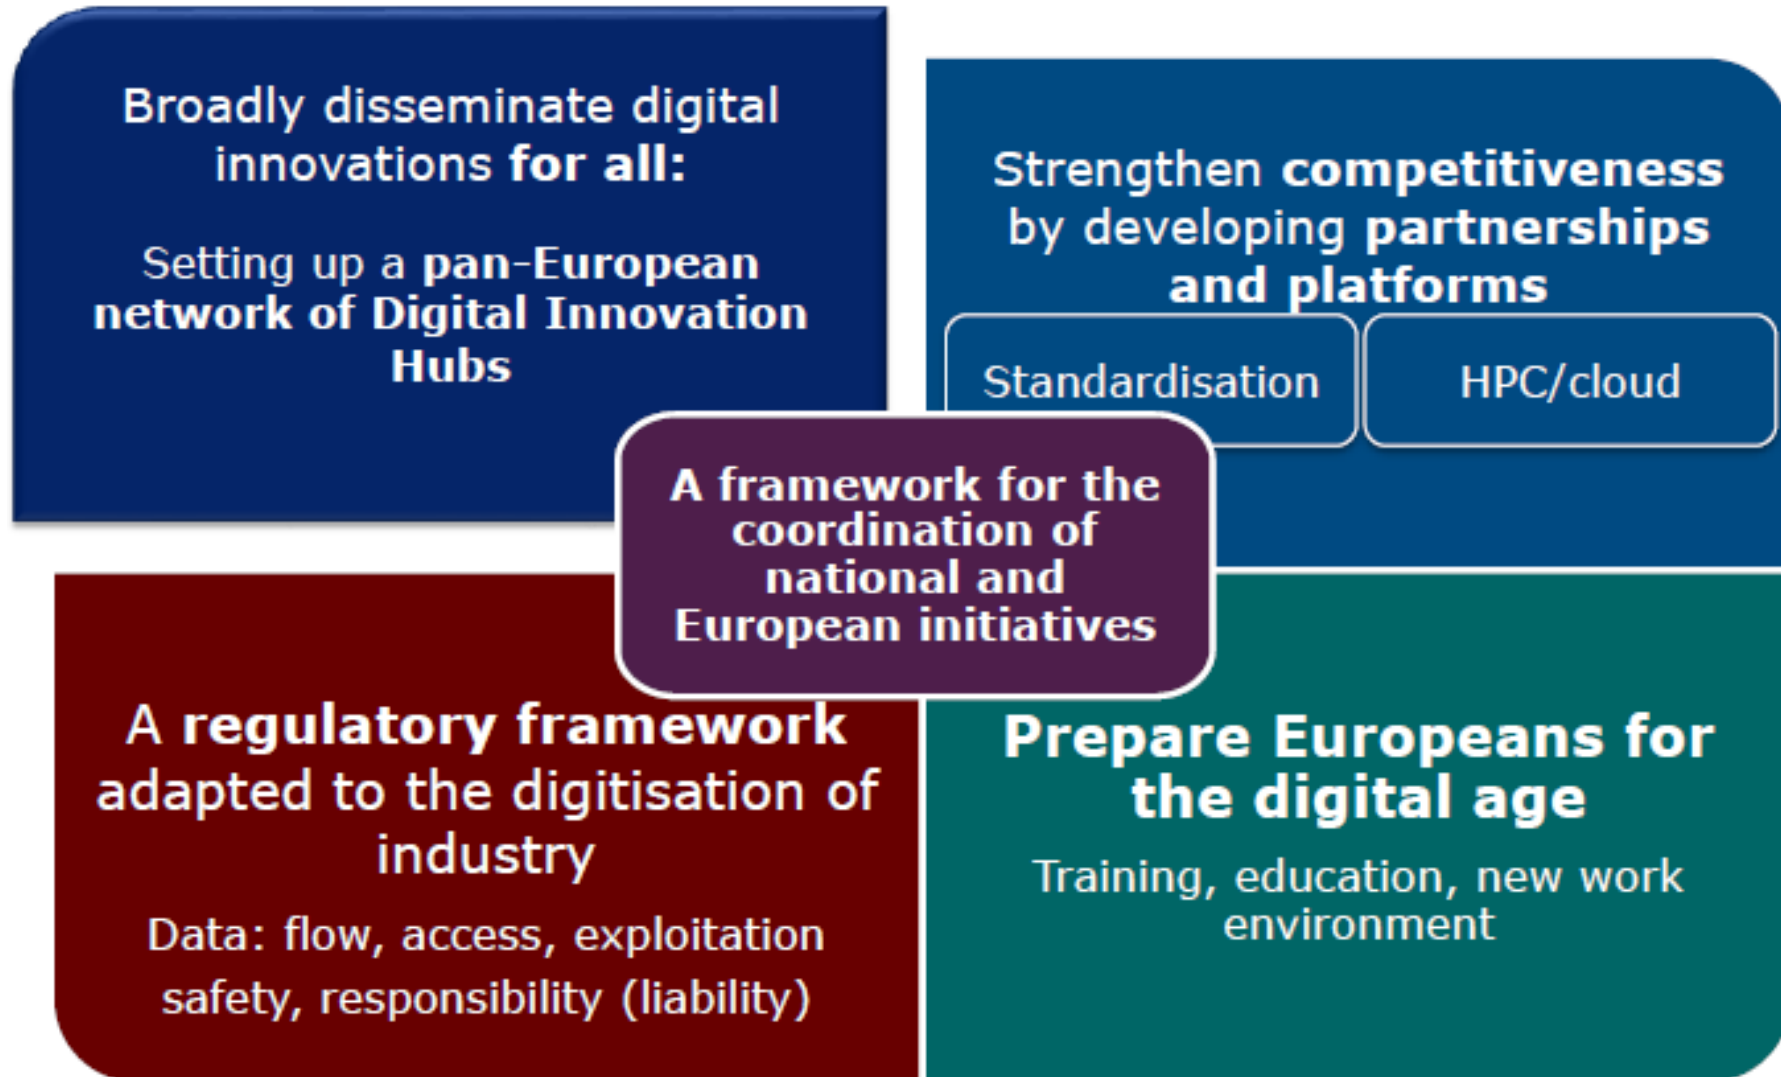 Broadly disseminate digital
innovations for all:
Setting up a pan-European
network of Digital Innovation
Hubs
Strengthen competitiveness
by developing partnerships
and platforms
Standardisation
HPC/cloud
A framework for the
coordination of
national and
European initiatives
A regulatory framework
adapted to the digitisation of
industry
Data: flow, access, exploitation
safety, responsibility (liability)
Prepare Europeans for
the digital age
Training, education, new work
environment